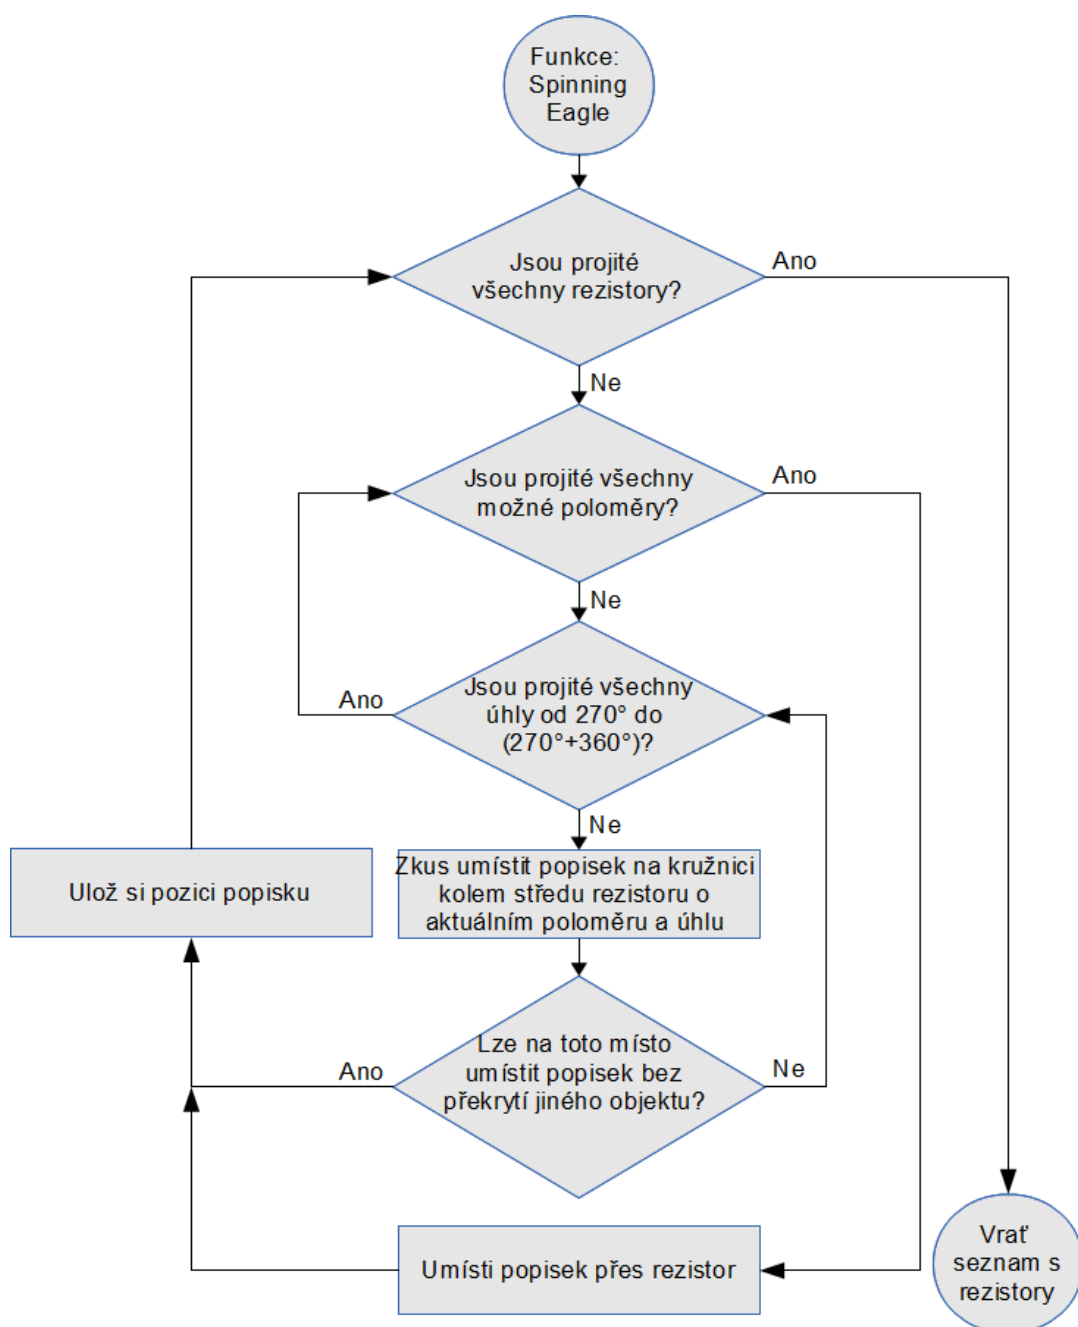 Funkce:
Spinning
Eagle
Jsou projité
všechny rezistory?
Ano
Ne
Jsou projité všechny
možné poloměry?
Ano
Ne
Jsou projité všechny
úhly od 270° do
(270°+360°)?
Ano
Ne
Zkus umístit popisek na kružnici
kolem středu rezistoru o
aktuálním poloměru a úhlu
Ulož si pozici popisku
Lze na toto místo
umístit popisek bez
překrytí jiného objektu?
Ano
Ne
Umísti popisek přes rezistor
Vrať
seznam s
rezistory